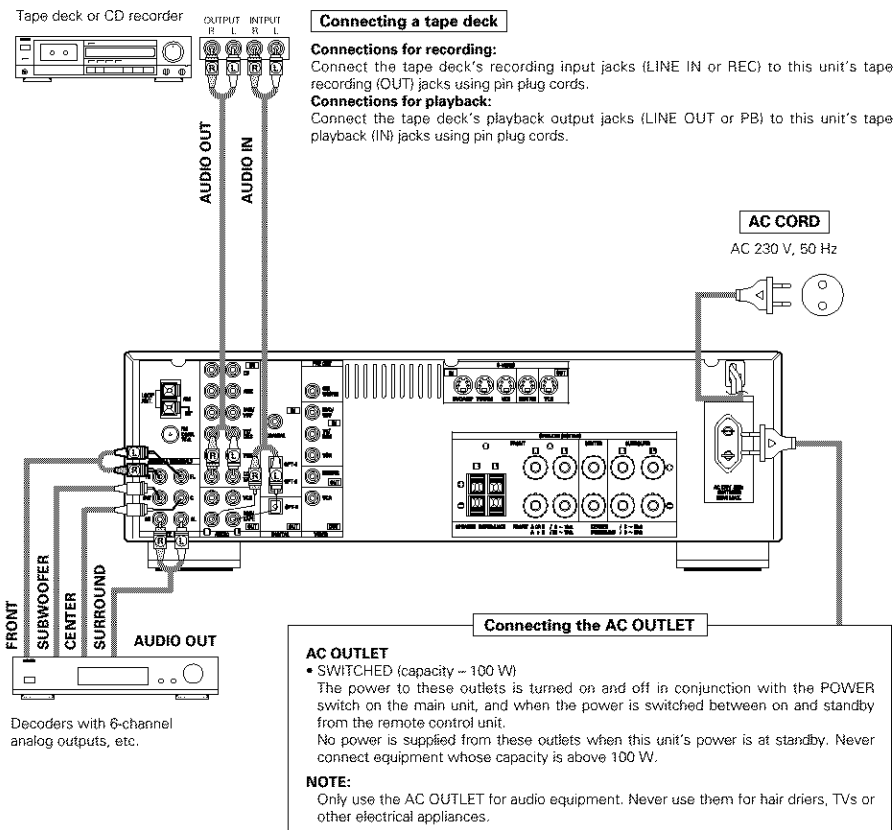 Tape deck or CD recorder
OUTPUT INTPUT
R L R L
R L R L
Connecting a tape deck
Connections for recording:
Connect the tape deck's recording input jacks (LINE IN or REC) to this unit's tape
recording (OUT) jacks using pin plug cords.
Connections for playback:
Connect the tape deck's playback output jacks (LINE OUT or PB) to this unit's tape
playback (IN) jacks using pin plug cords.
AUDIO OUT
AUDIO IN
AC CORD
AC 230 V, 50 Hz
L
R
R L
R L
R L
FRONT
SUBWOOFER
CENTER
SURROUND
AUDIO OUT
Decoders with 6-channel
analog outputs, etc.
Connecting the AC OUTLET
AC OUTLET
• SWITCHED (capacity – 100 W)
The power to these outlets is turned on and off in conjunction with the POWER
switch on the main unit, and when the power is switched between on and standby
from the remote control unit.
No power is supplied from these outlets when this unit's power is at standby. Never
connect equipment whose capacity is above 100 W.
NOTE:
Only use the AC OUTLET for audio equipment. Never use them for hair driers, TVs or
other electrical appliances.